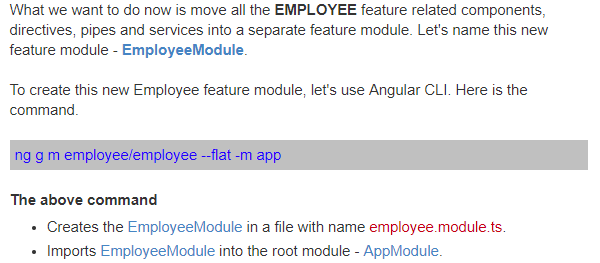 What we want to do now is move all the EMPLOYEE feature related components,
directives, pipes and services into a separate feature module. Let's name this new
feature module - EmployeeModule.
To create this new Employee feature module, let's use Angular CLI. Here is the
command.
ng g m employee/employee --flat -m app
The above command
• Creates the EmployeeModule in a file with name employee.module.ts.
• Imports EmployeeModule into the root module - AppModule.